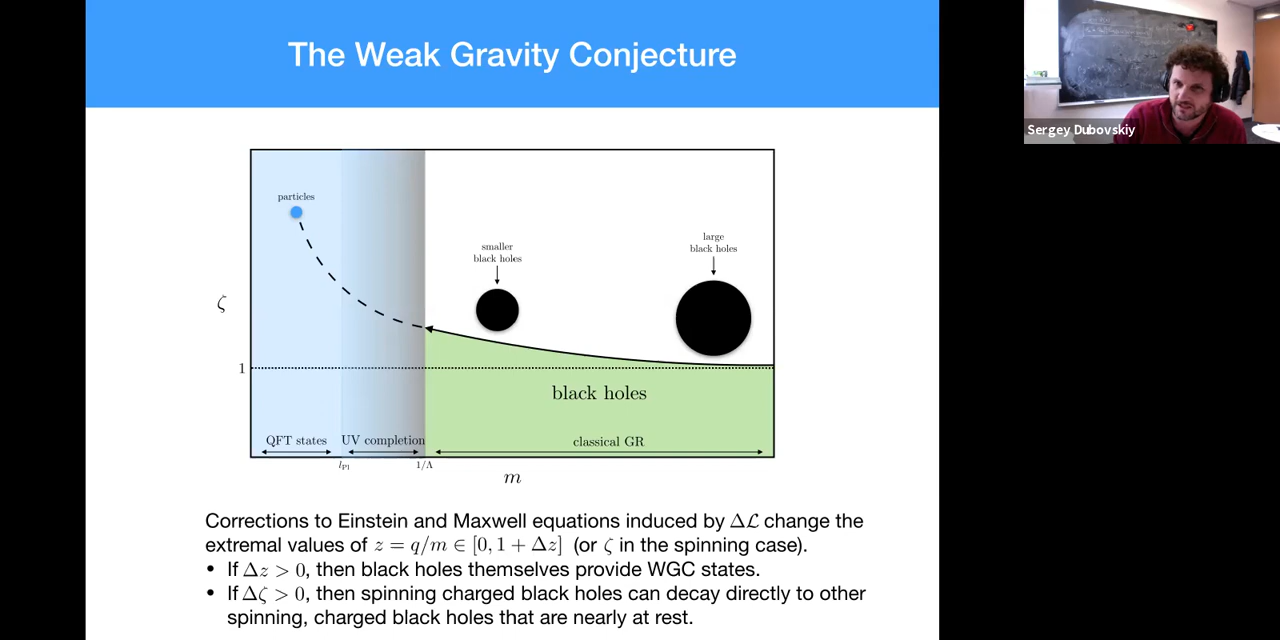 The Weak Gravity Conjecture
Sergey Dubovskiy
particles
smaller
black holes
large
black holes
ζ
1
black holes
QFT states
UV completion
classical GR
l_Pl
1/Λ
m
Corrections to Einstein and Maxwell equations induced by Δℒ change the
extremal values of z = q/m ∈ [0, 1 + Δz] (or ζ in the spinning case).
• If Δz > 0, then black holes themselves provide WGC states.
• If Δζ > 0, then spinning charged black holes can decay directly to other
spinning, charged black holes that are nearly at rest.